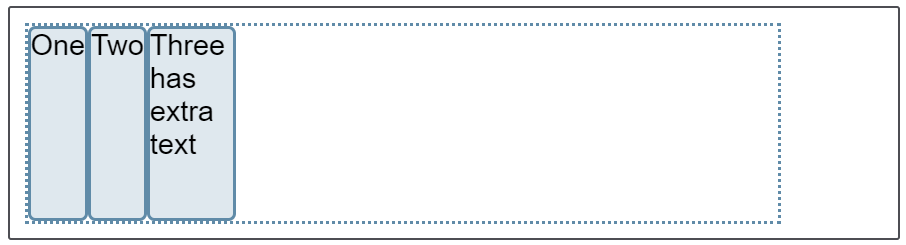 One Two Three
has
extra
text